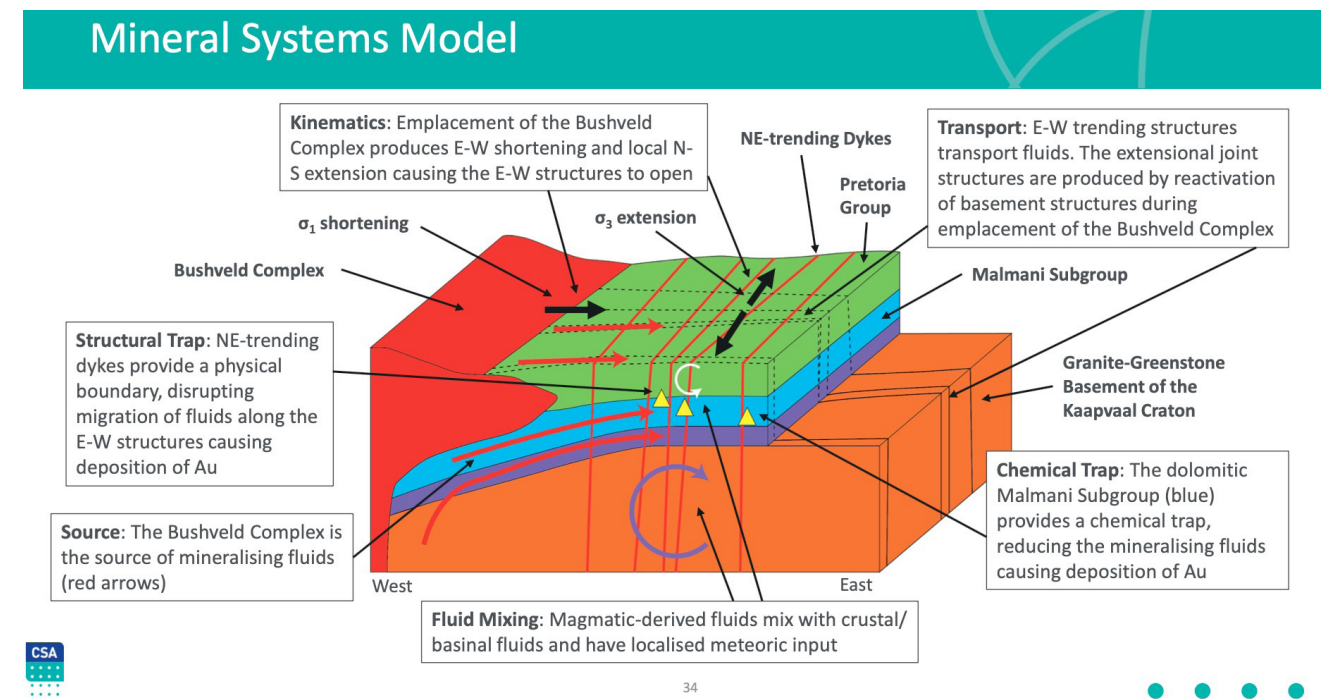 Mineral Systems Model
Kinematics: Emplacement of the Bushveld
Complex produces E-W shortening and local N-
S extension causing the E-W structures to open
NE-trending Dykes
Transport: E-W trending structures
transport fluids. The extensional joint
structures are produced by reactivation
of basement structures during
emplacement of the Bushveld Complex
Pretoria
Group
σ1 shortening
σ3 extension
Bushveld Complex
Malmani Subgroup
Structural Trap: NE-trending
dykes provide a physical
boundary, disrupting
migration of fluids along the
E-W structures causing
deposition of Au
Granite-Greenstone
Basement of the
Kaapvaal Craton
Chemical Trap: The dolomitic
Malmani Subgroup (blue)
provides a chemical trap,
reducing the mineralising fluids
causing deposition of Au
Source: The Bushveld Complex is
the source of mineralising fluids
(red arrows)
West
East
Fluid Mixing: Magmatic-derived fluids mix with crustal/
basinal fluids and have localised meteoric input
CSA
34